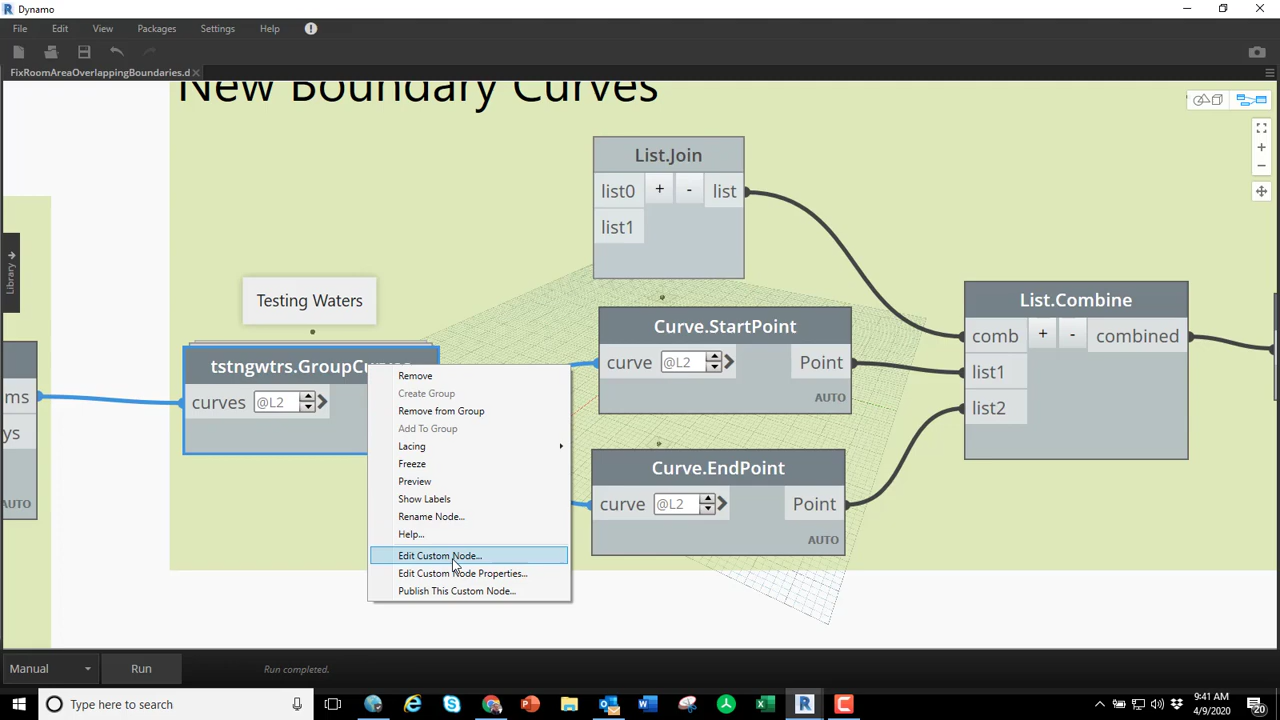 Dynamo
File Edit View Packages Settings Help
FixRoomAreaOverlappingBoundaries.d
New Boundary Curves
List.Join
list0 + - list
list1
Library
Testing Waters
tstngwtrs.GroupCurves
curves @L2
ms
ys
AUTO
Curve.StartPoint
curve @L2 Point
AUTO
Curve.EndPoint
curve @L2 Point
AUTO
List.Combine
comb + - combined
list1
list2
Remove
Create Group
Remove from Group
Add To Group
Lacing
Freeze
Preview
Show Labels
Rename Node...
Help...
Edit Custom Node...
Edit Custom Node Properties...
Publish This Custom Node...
Manual Run Run completed.
Type here to search
9:41 AM
4/9/2020
20